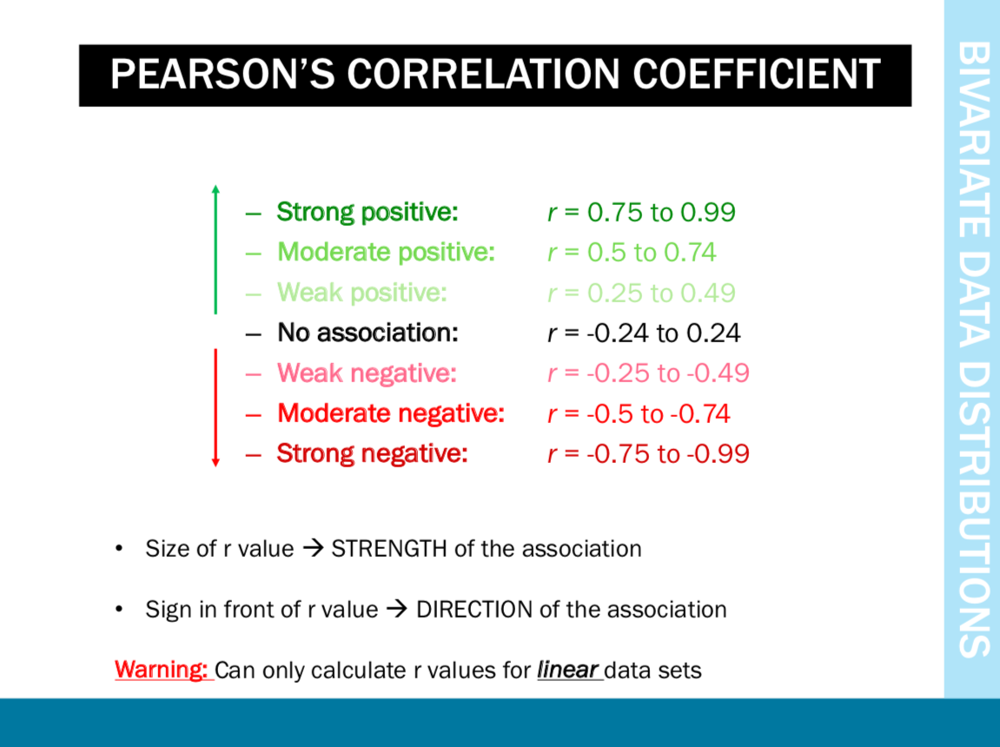 PEARSON’S CORRELATION COEFFICIENT
– Strong positive: r = 0.75 to 0.99
– Moderate positive: r = 0.5 to 0.74
– Weak positive: r = 0.25 to 0.49
– No association: r = -0.24 to 0.24
– Weak negative: r = -0.25 to -0.49
– Moderate negative: r = -0.5 to -0.74
– Strong negative: r = -0.75 to -0.99
• Size of r value → STRENGTH of the association
• Sign in front of r value → DIRECTION of the association
Warning: Can only calculate r values for linear data sets
BIVARIATE DATA DISTRIBUTIONS